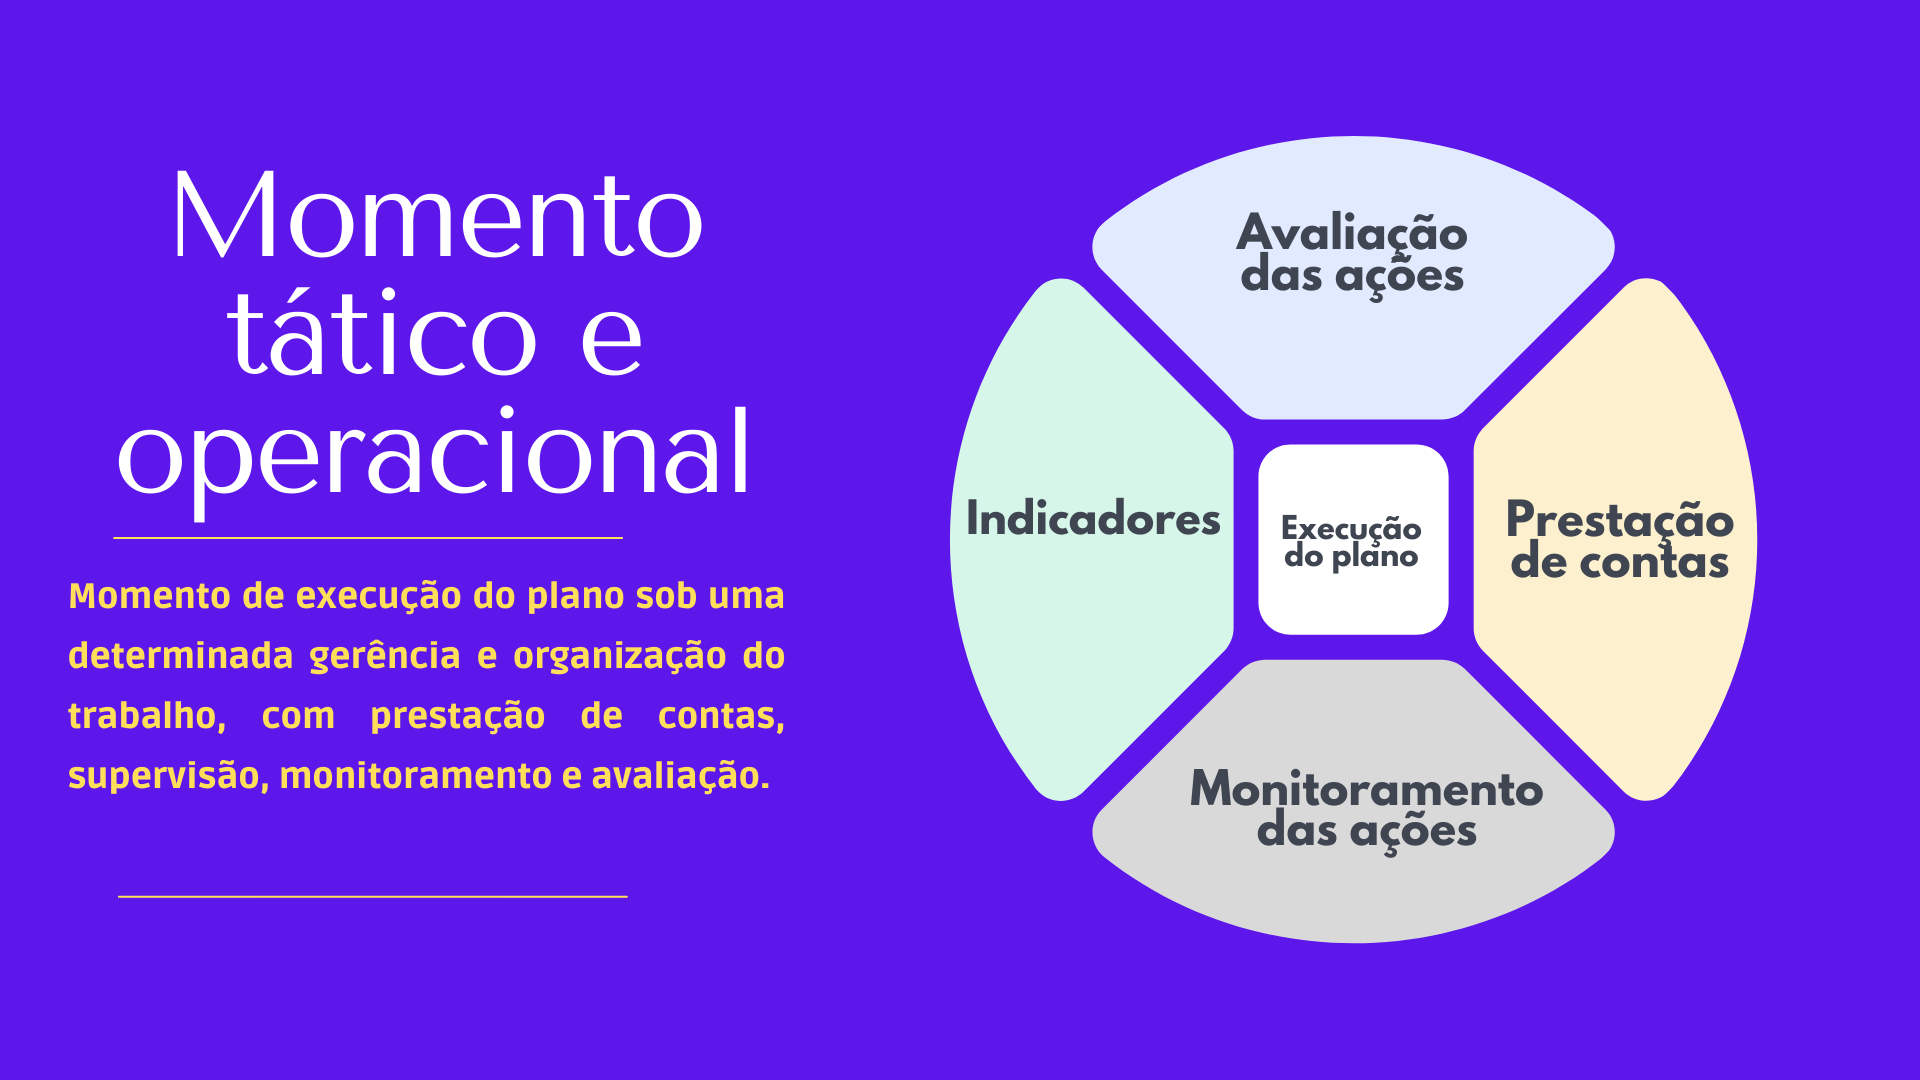 Momento
tático e
operacional
Momento de execução do plano sob uma
determinada gerência e organização do
trabalho, com prestação de contas,
supervisão, monitoramento e avaliação.
Avaliação
das ações
Indicadores
Execução
do plano
Prestação
de contas
Monitoramento
das ações